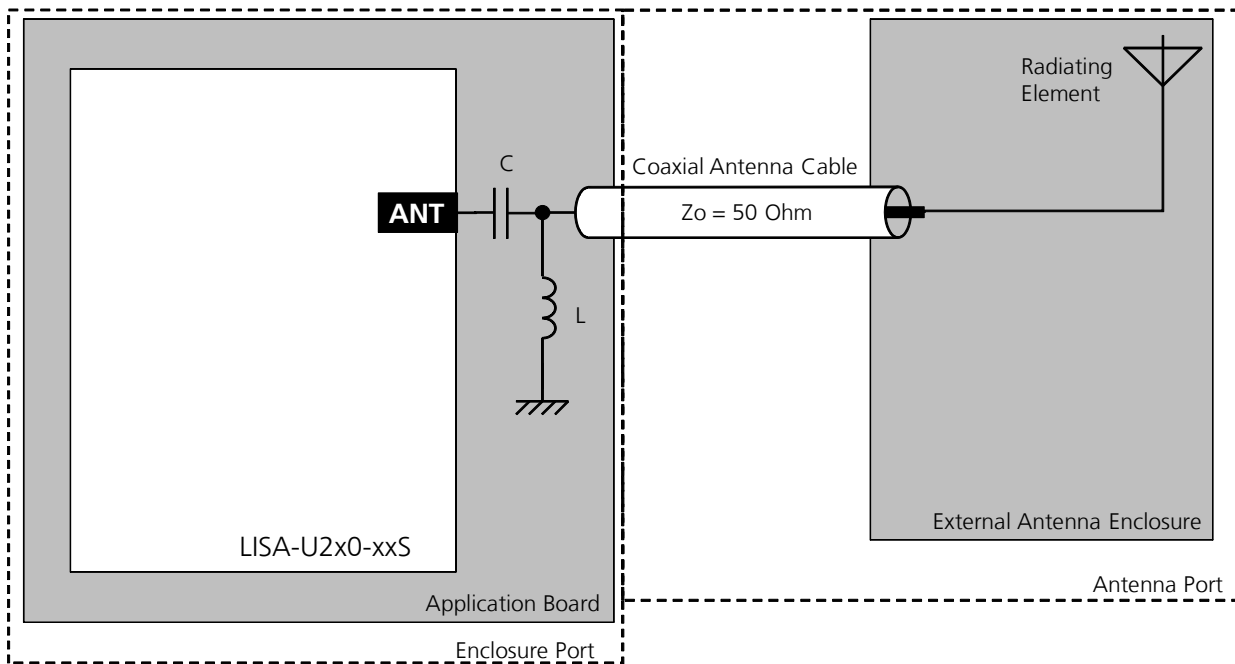 ANT
C
L
LISA-U2x0-xxS
Application Board
Enclosure Port
Coaxial Antenna Cable
Zo = 50 Ohm
Radiating
Element
External Antenna Enclosure
Antenna Port